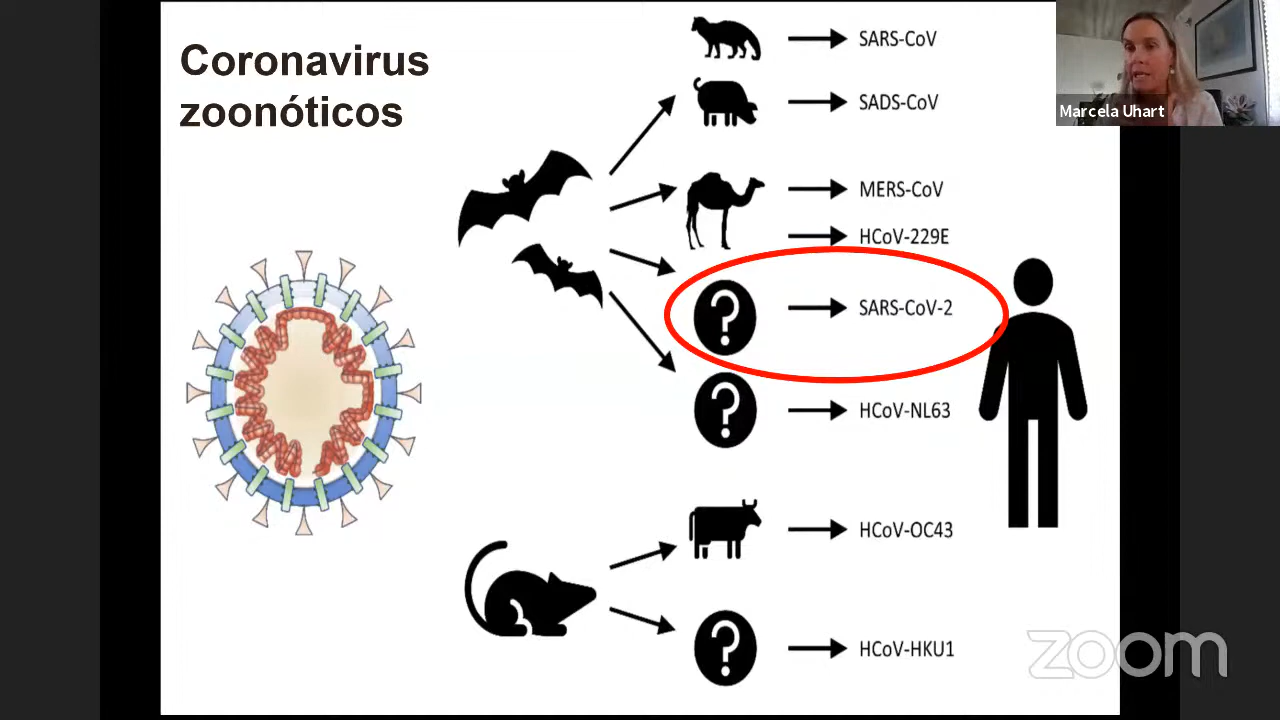 Coronavirus
zoonóticos
SARS-CoV
SADS-CoV
MERS-CoV
HCoV-229E
? SARS-CoV-2
? HCoV-NL63
HCoV-OC43
? HCoV-HKU1
Marcela Uhart
zoom